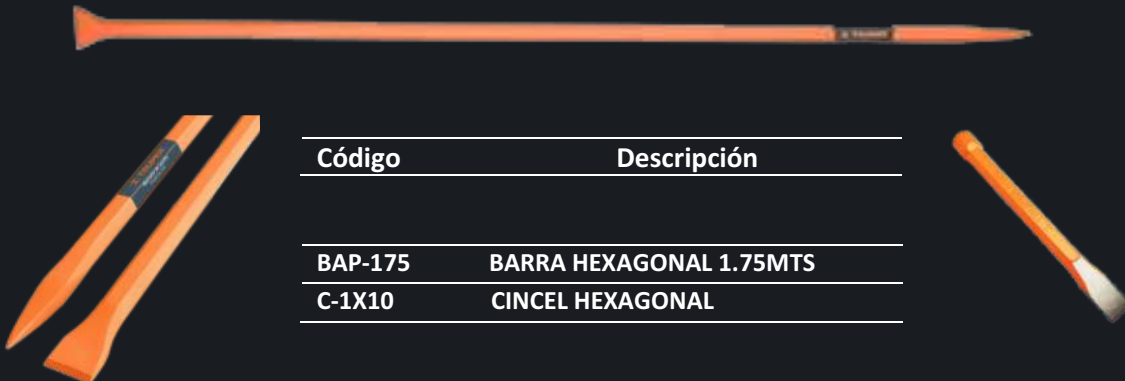 Código Descripción
BAP-175 BARRA HEXAGONAL 1.75MTS
C-1X10 CINCEL HEXAGONAL